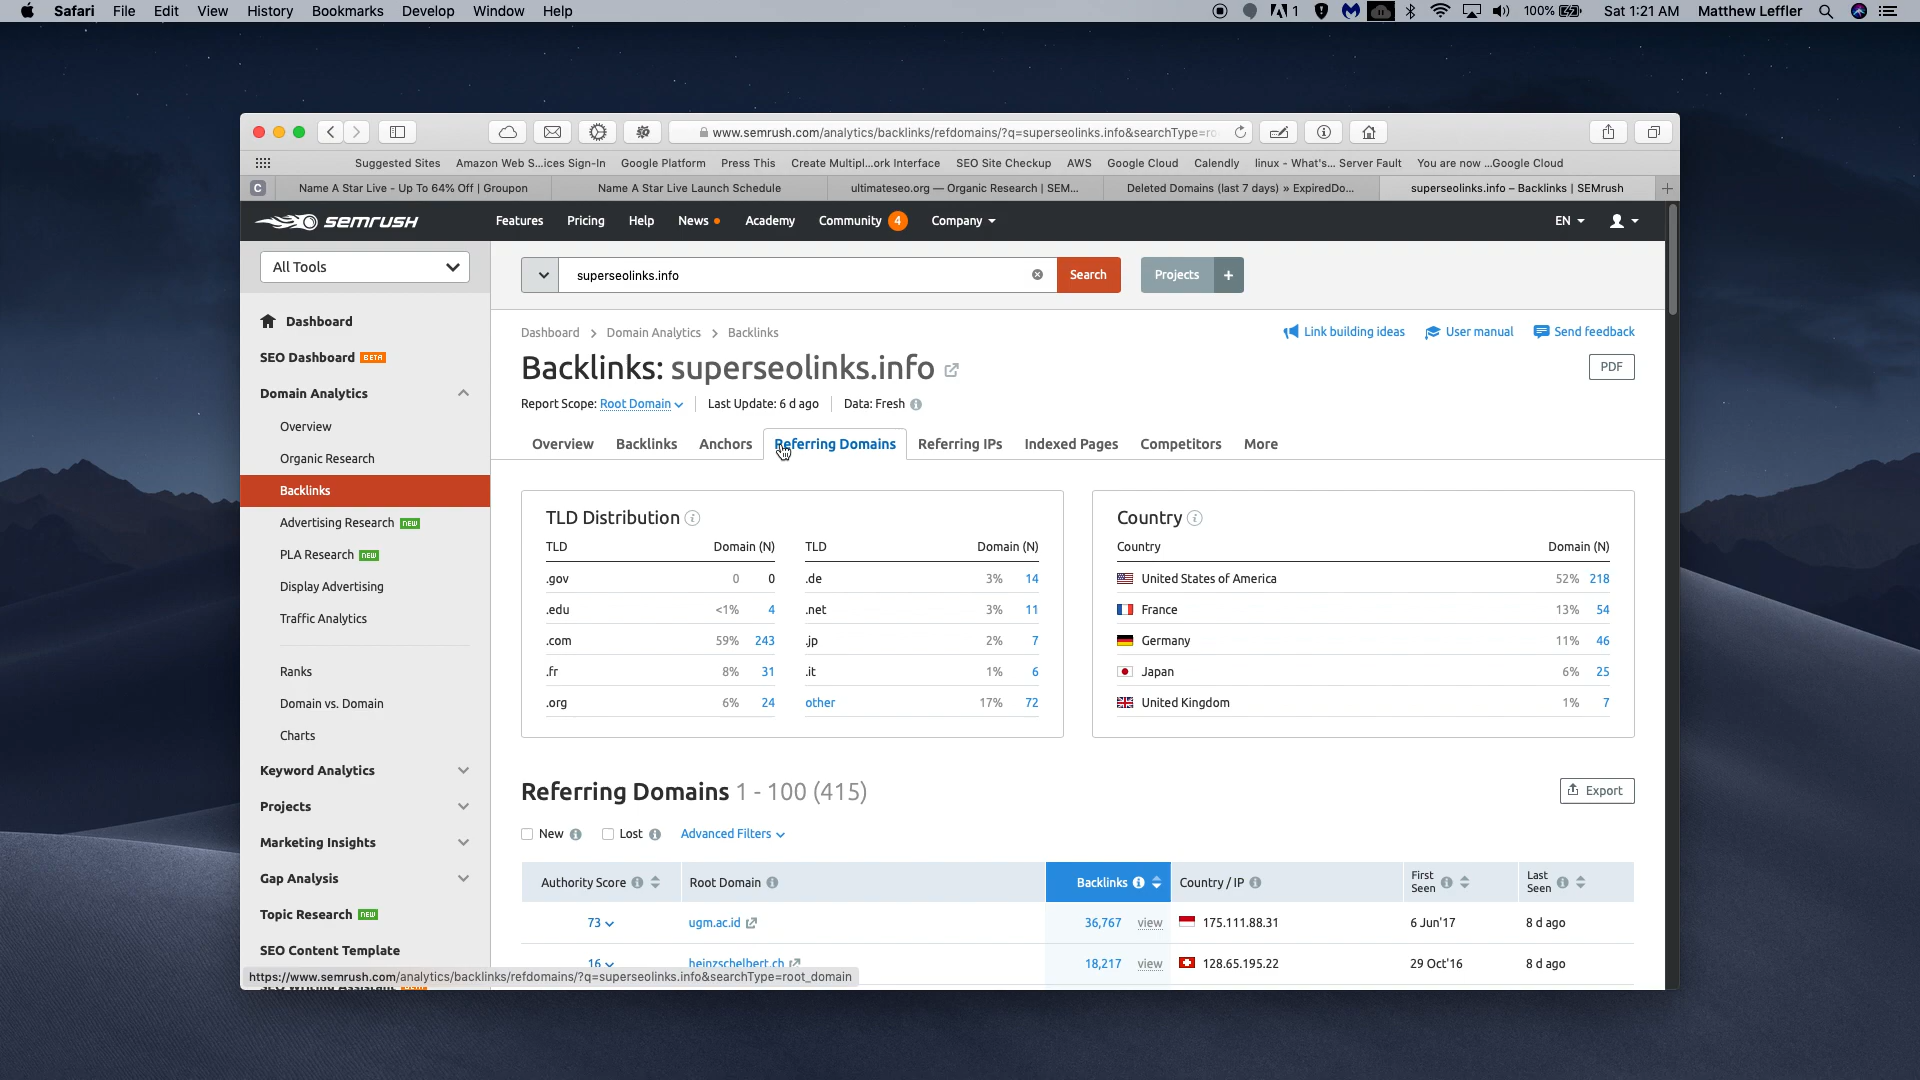 Safari File Edit View History Bookmarks Develop Window Help 1 100% Sat 1:21 AM Matthew Leffler
www.semrush.com/analytics/backlinks/refdomains/?q=superseolinks.info&searchType=ro
Suggested Sites Amazon Web S...ices Sign-In Google Platform Press This Create Multipl...ork Interface SEO Site Checkup AWS Google Cloud Calendly linux - What's... Server Fault You are now ...Google Cloud
C Name A Star Live - Up To 64% Off | Groupon Name A Star Live Launch Schedule ultimateseo.org — Organic Research | SEM... Deleted Domains (last 7 days) » ExpiredDo... superseolinks.info – Backlinks | SEMrush
SEMRUSH Features Pricing Help News Academy Community 4 Company EN
All Tools superseolinks.info Search Projects +
Dashboard
SEO Dashboard BETA
Domain Analytics
Overview
Organic Research
Backlinks
Advertising Research NEW
PLA Research NEW
Display Advertising
Traffic Analytics
Ranks
Domain vs. Domain
Charts
Keyword Analytics
Projects
Marketing Insights
Gap Analysis
Topic Research NEW
SEO Content Template
SEO Writing Assistant
Dashboard > Domain Analytics > Backlinks Link building ideas User manual Send feedback
Backlinks: superseolinks.info PDF
Report Scope: Root Domain Last Update: 6 d ago Data: Fresh
Overview Backlinks Anchors Referring Domains Referring IPs Indexed Pages Competitors More
TLD Distribution
TLD Domain (N) TLD Domain (N)
.gov 0 0 .de 3% 14
.edu <1% 4 .net 3% 11
.com 59% 243 .jp 2% 7
.fr 8% 31 .it 1% 6
.org 6% 24 other 17% 72
Country
Country Domain (N)
United States of America 52% 218
France 13% 54
Germany 11% 46
Japan 6% 25
United Kingdom 1% 7
Referring Domains 1 - 100 (415) Export
New Lost Advanced Filters
Authority Score Root Domain Backlinks Country / IP First Seen Last Seen
73 ugm.ac.id 36,767 view 175.111.88.31 6 Jun'17 8 d ago
16 heinzschelbert.ch 18,217 view 128.65.195.22 29 Oct'16 8 d ago
https://www.semrush.com/analytics/backlinks/refdomains/?q=superseolinks.info&searchType=root_domain